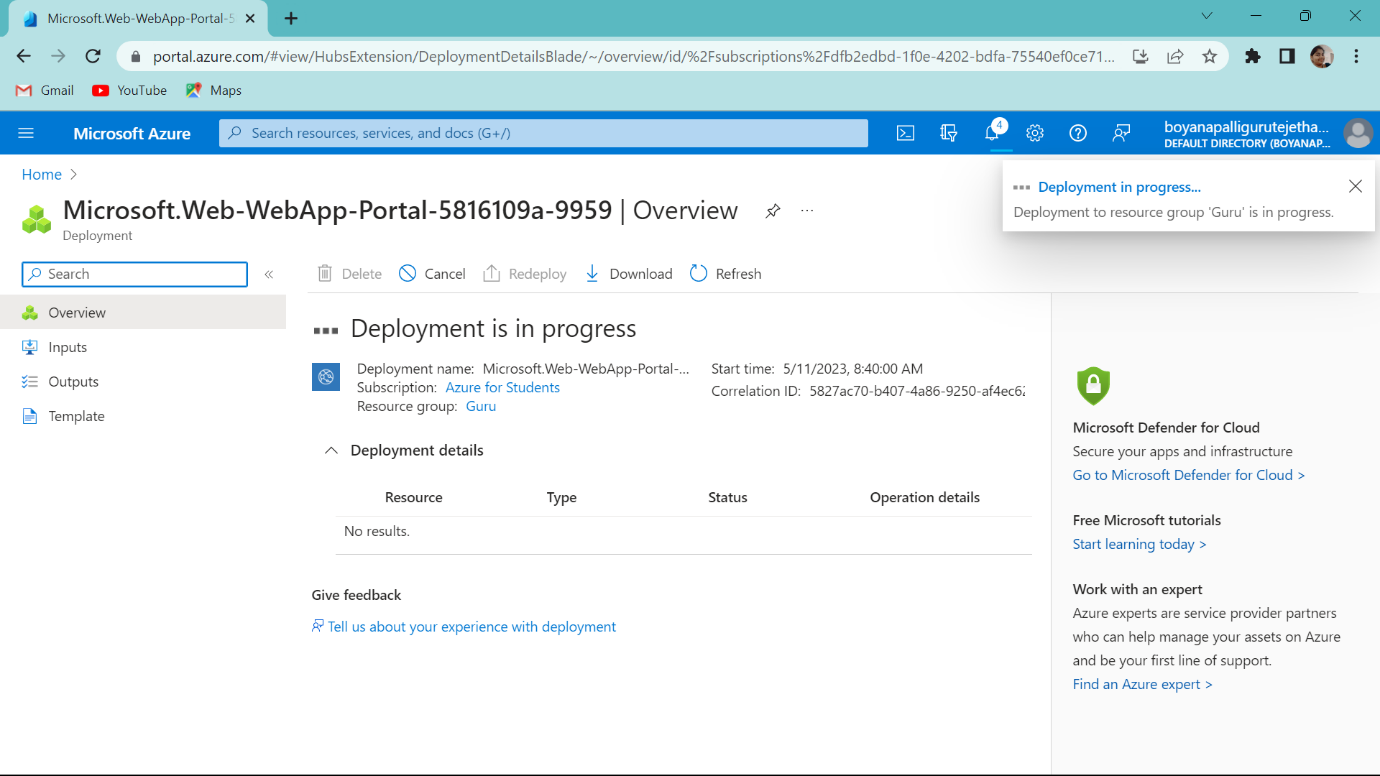 Microsoft.Web-WebApp-Portal-5
portal.azure.com/#view/HubsExtension/DeploymentDetailsBlade/~/overview/id/%2Fsubscriptions%2Fdfb2edbd-1f0e-4202-bdfa-75540ef0ce71...
Gmail YouTube Maps
Microsoft Azure Search resources, services, and docs (G+/) 4 boyanapalligurutejetha...
DEFAULT DIRECTORY (BOYANAP...
Home
Deployment in progress...
Deployment to resource group 'Guru' is in progress.
Microsoft.Web-WebApp-Portal-5816109a-9959 | Overview
Deployment
Search
Delete Cancel Redeploy Download Refresh
Overview
Inputs
Outputs
Template
Deployment is in progress
Deployment name: Microsoft.Web-WebApp-Portal-...
Subscription: Azure for Students
Resource group: Guru
Start time: 5/11/2023, 8:40:00 AM
Correlation ID: 5827ac70-b407-4a86-9250-af4ec62
Deployment details
Resource Type Status Operation details
No results.
Give feedback
Tell us about your experience with deployment
Microsoft Defender for Cloud
Secure your apps and infrastructure
Go to Microsoft Defender for Cloud >
Free Microsoft tutorials
Start learning today >
Work with an expert
Azure experts are service provider partners
who can help manage your assets on Azure
and be your first line of support.
Find an Azure expert >